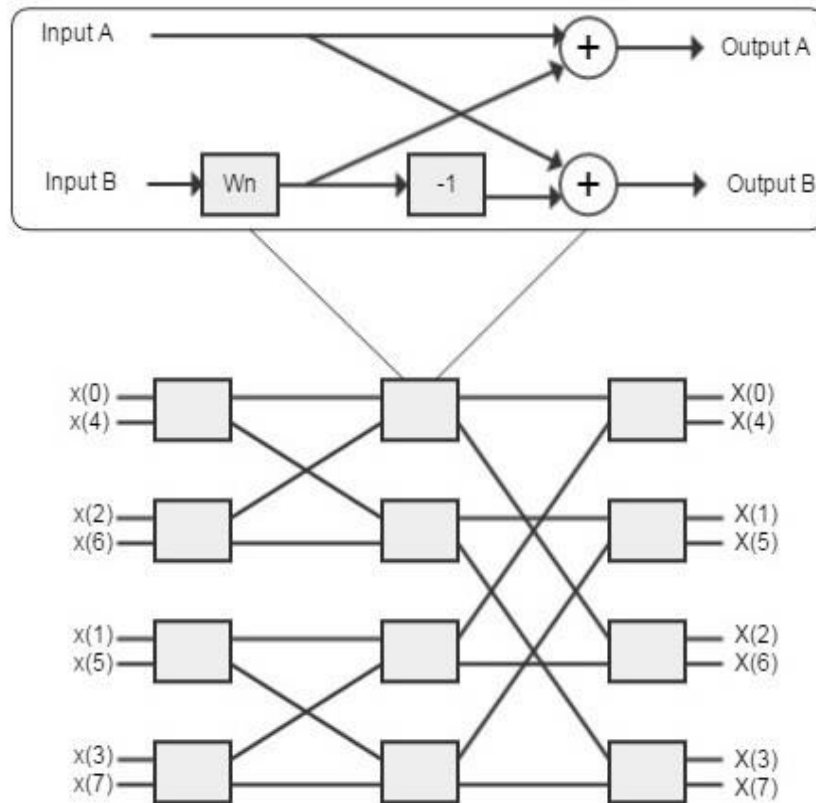 Input A
+
Output A
Input B
Wn
-1
+
Output B
x(0)
X(0)
x(4)
X(4)
x(2)
X(1)
x(6)
X(5)
x(1)
X(2)
x(5)
X(6)
x(3)
X(3)
x(7)
X(7)